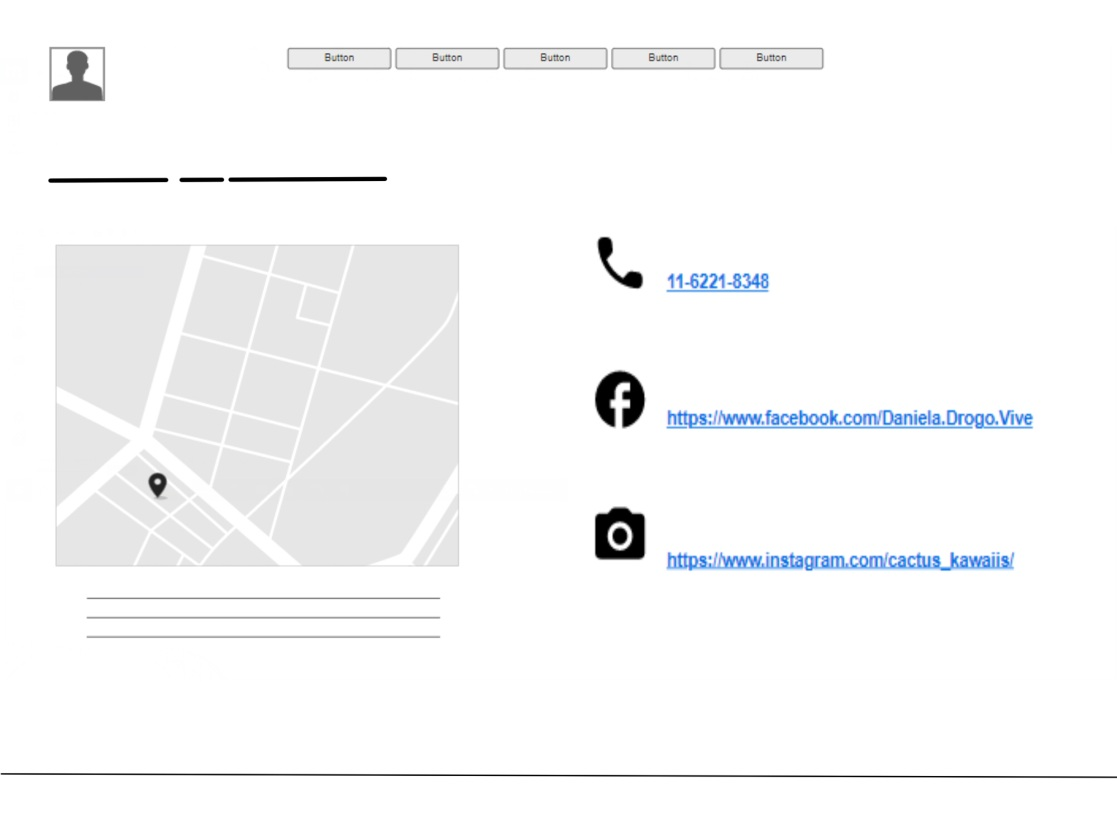 Button Button Button Button Button
11-6221-8348
https://www.facebook.com/Daniela.Drogo.Vive
https://www.instagram.com/cactus_kawaiis/